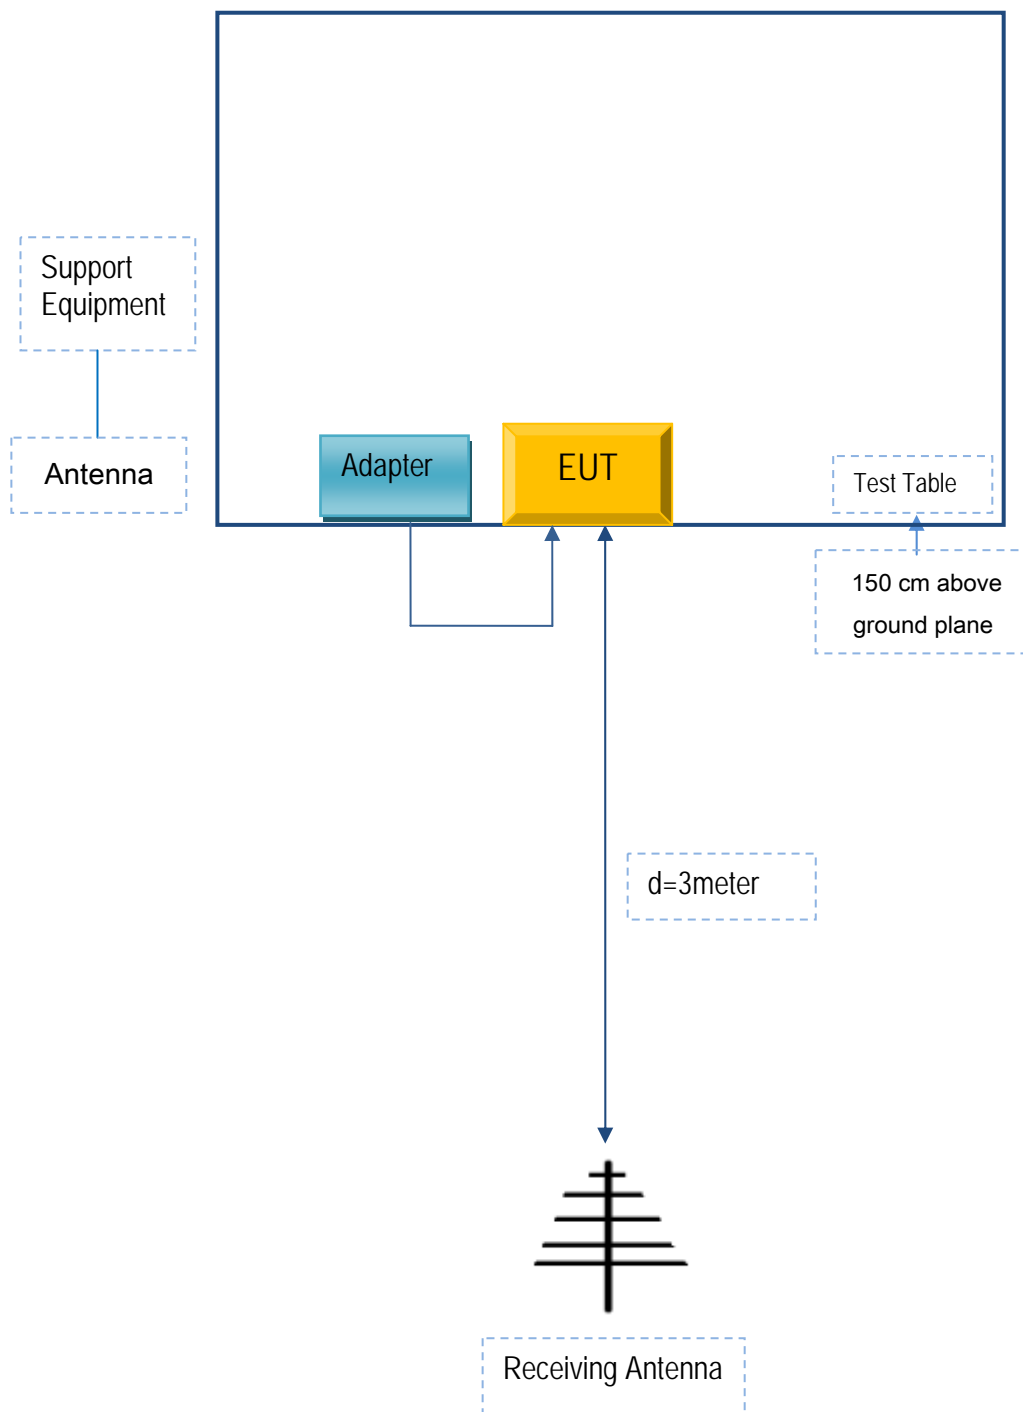 Support
Equipment
Antenna
Adapter
EUT
Test Table
150 cm above
ground plane
d=3meter
Receiving Antenna